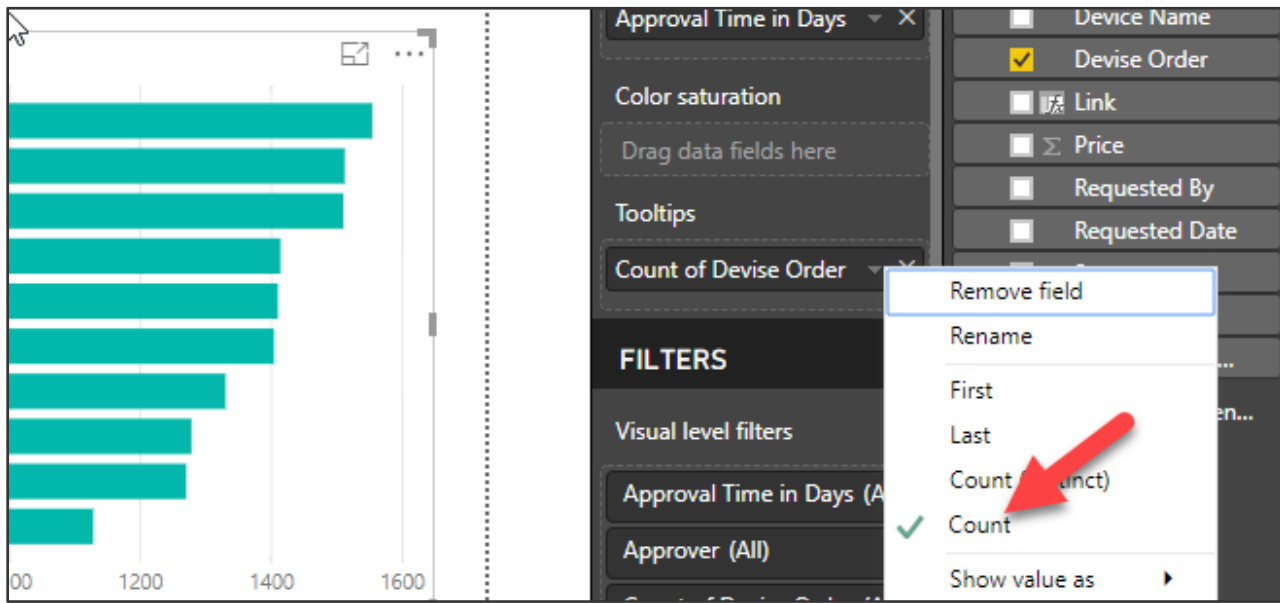 Approval Time in Days
Color saturation
Drag data fields here
Tooltips
Count of Devise Order
FILTERS
Visual level filters
Approval Time in Days (A
Approver (All)
Device Name
Devise Order
Link
Price
Requested By
Requested Date
Remove field
Rename
First
Last
Count
Count
Show value as
...
en...
00 1200 1400 1600